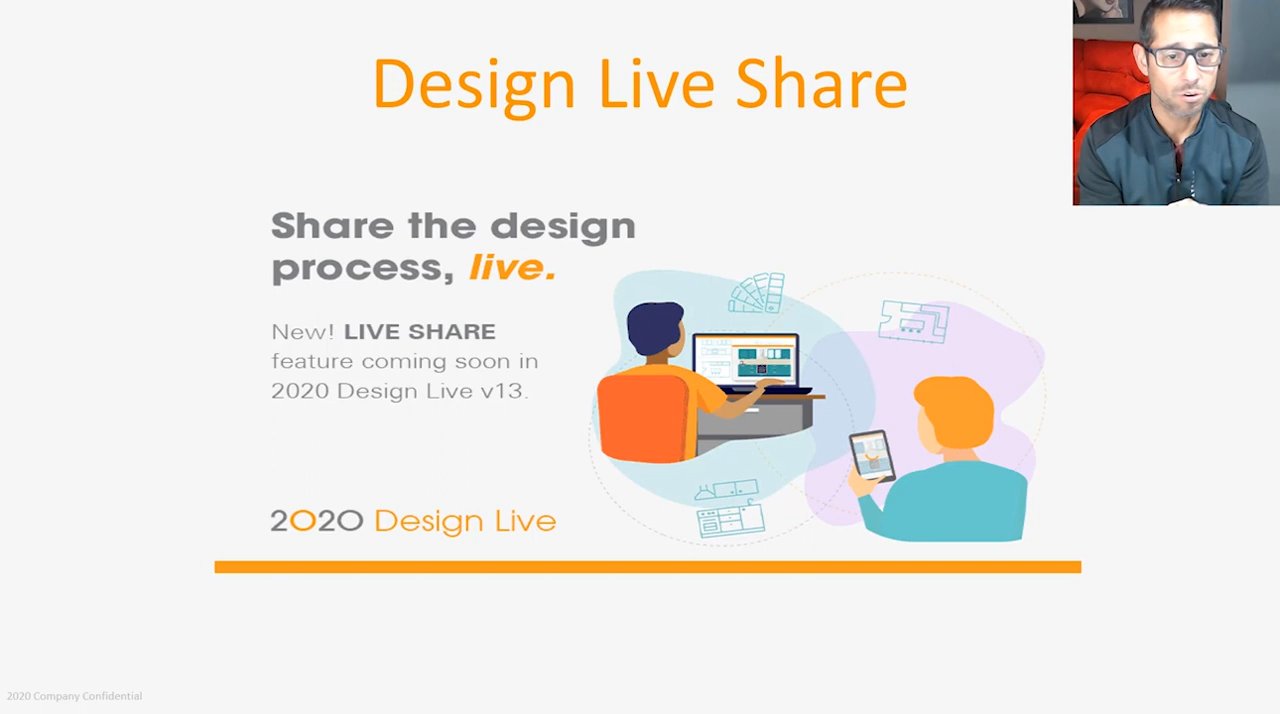 Design Live Share
Share the design
process, live.
New! LIVE SHARE
feature coming soon in
2020 Design Live v13.
2020 Design Live
2020 Company Confidential